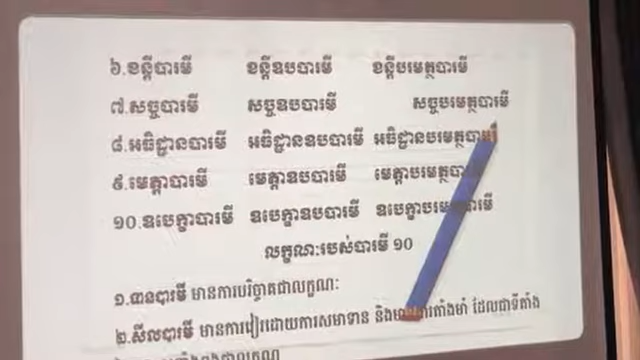 ៦.ខន្តីបារមី ខន្តីឧបបារមី ខន្តីបរមត្ថបារមី
៧.សច្ចបារមី សច្ចឧបបារមី សច្ចបរមត្ថបារមី
៨.អធិដ្ឋានបារមី អធិដ្ឋានឧបបារមី អធិដ្ឋានបរមត្ថបារមី
៩.មេត្តាបារមី មេត្តាឧបបារមី មេត្តាបរមត្ថបារមី
១០.ឧបេក្ខាបារមី ឧបេក្ខាឧបបារមី ឧបេក្ខាបរមត្ថបារមី
លក្ខណៈរបស់បារមី ១០
១.ទានបារមី មានការបរិច្ចាគជាលក្ខណៈ
២.សីលបារមី មានការវៀរដោយការសមាទាន តាំងមាំ ដែលជាទីតាំង